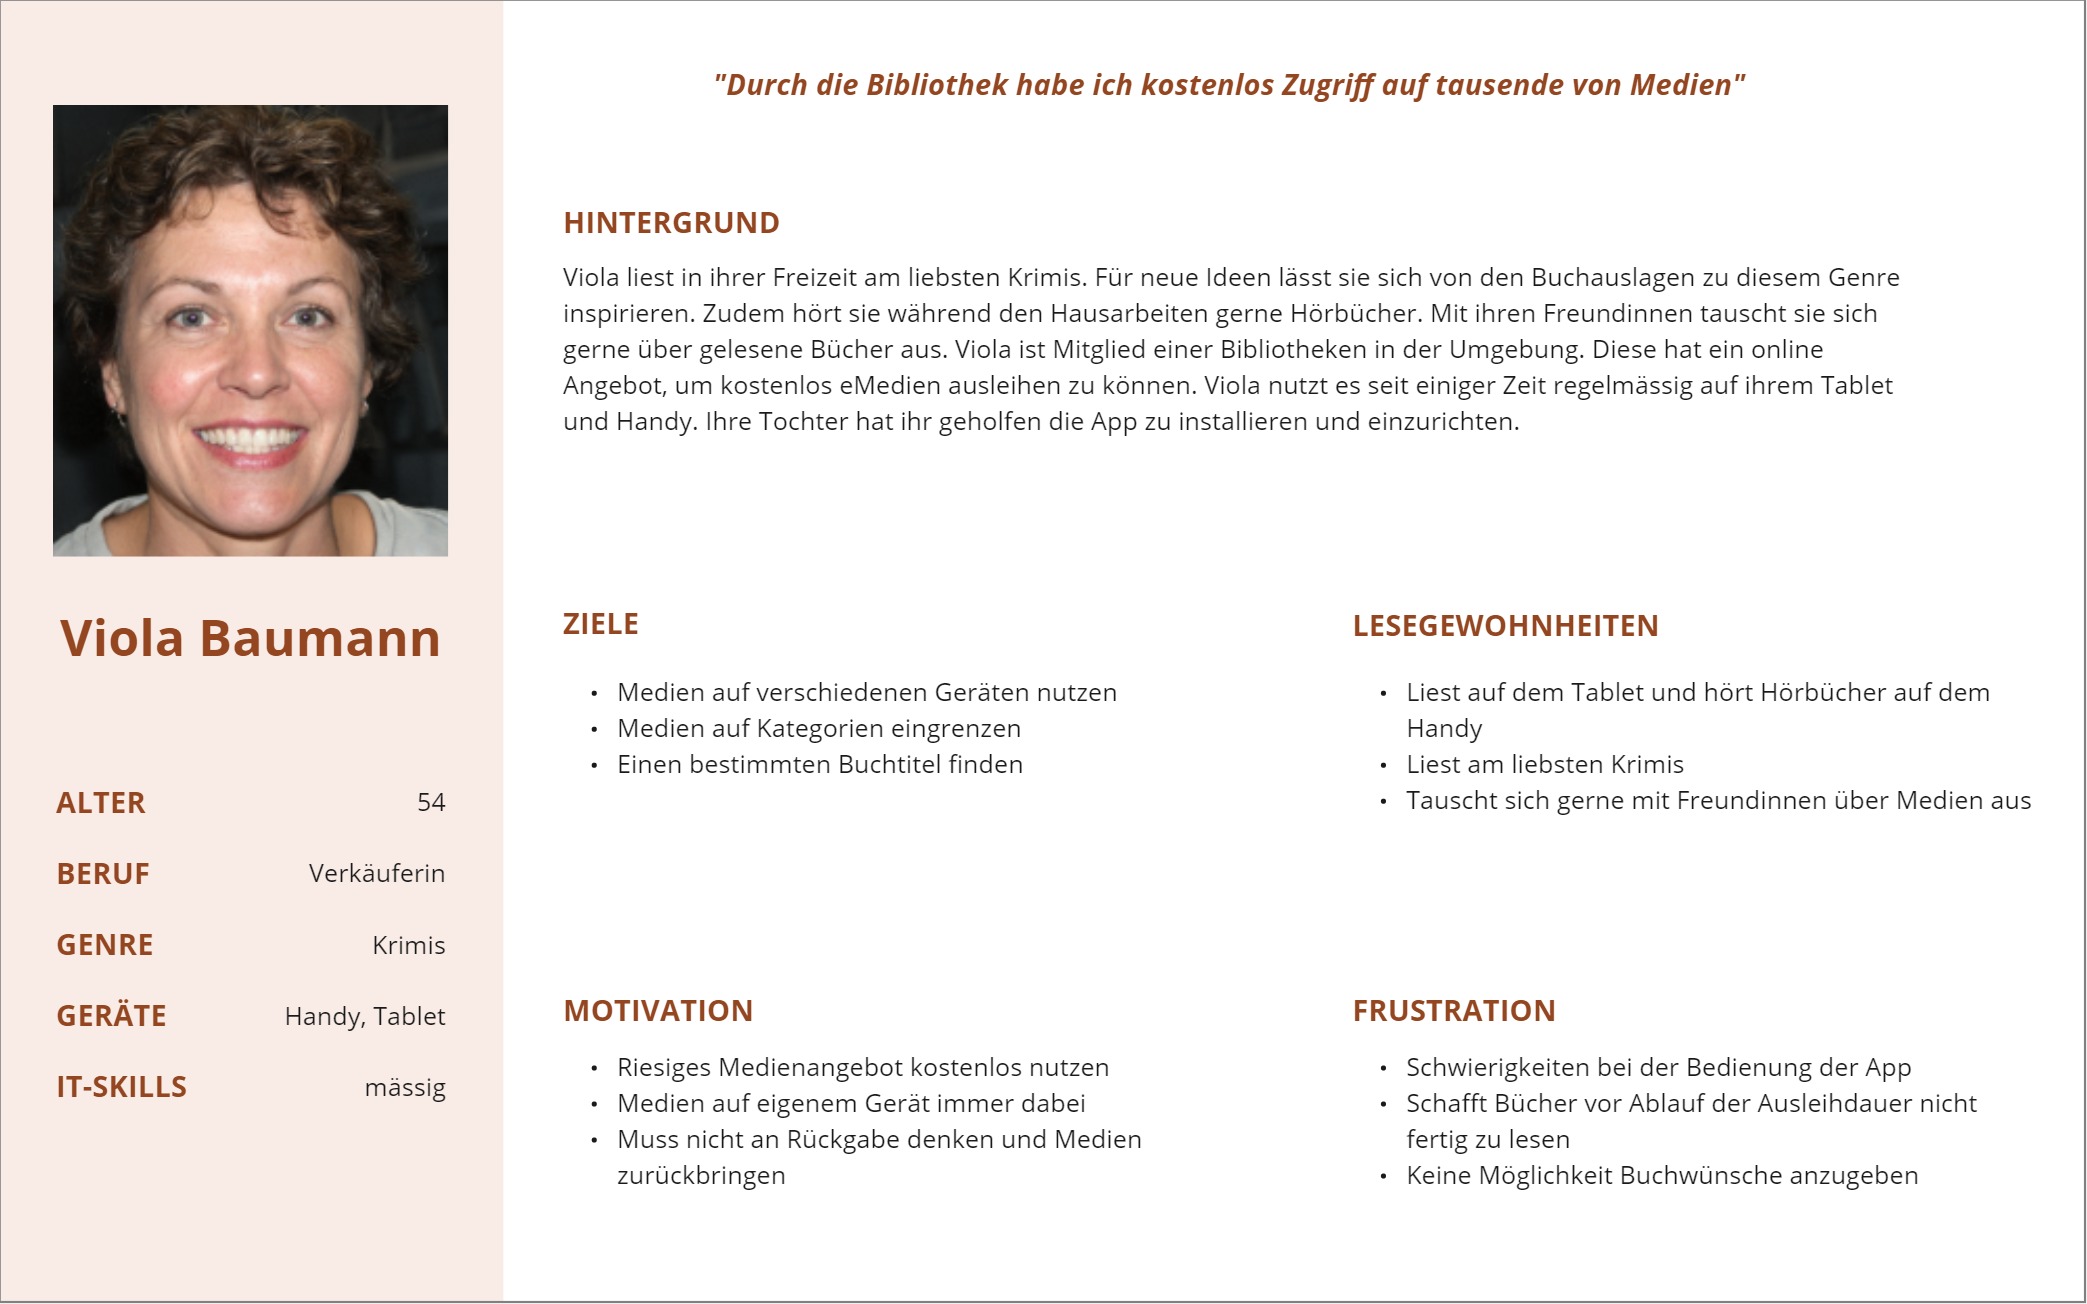 "Durch die Bibliothek habe ich kostenlos Zugriff auf tausende von Medien"
Viola Baumann
ALTER 54
BERUF Verkäuferin
GENRE Krimis
GERÄTE Handy, Tablet
IT-SKILLS mässig
HINTERGRUND
Viola liest in ihrer Freizeit am liebsten Krimis. Für neue Ideen lässt sie sich von den Buchauslagen zu diesem Genre
inspirieren. Zudem hört sie während den Hausarbeiten gerne Hörbücher. Mit ihren Freundinnen tauscht sie sich
gerne über gelesene Bücher aus. Viola ist Mitglied einer Bibliotheken in der Umgebung. Diese hat ein online
Angebot, um kostenlos eMedien ausleihen zu können. Viola nutzt es seit einiger Zeit regelmässig auf ihrem Tablet
und Handy. Ihre Tochter hat ihr geholfen die App zu installieren und einzurichten.
ZIELE
• Medien auf verschiedenen Geräten nutzen
• Medien auf Kategorien eingrenzen
• Einen bestimmten Buchtitel finden
LESEGEWOHNHEITEN
• Liest auf dem Tablet und hört Hörbücher auf dem
Handy
• Liest am liebsten Krimis
• Tauscht sich gerne mit Freundinnen über Medien aus
MOTIVATION
• Riesiges Medienangebot kostenlos nutzen
• Medien auf eigenem Gerät immer dabei
• Muss nicht an Rückgabe denken und Medien
zurückbringen
FRUSTRATION
• Schwierigkeiten bei der Bedienung der App
• Schafft Bücher vor Ablauf der Ausleihdauer nicht
fertig zu lesen
• Keine Möglichkeit Buchwünsche anzugeben